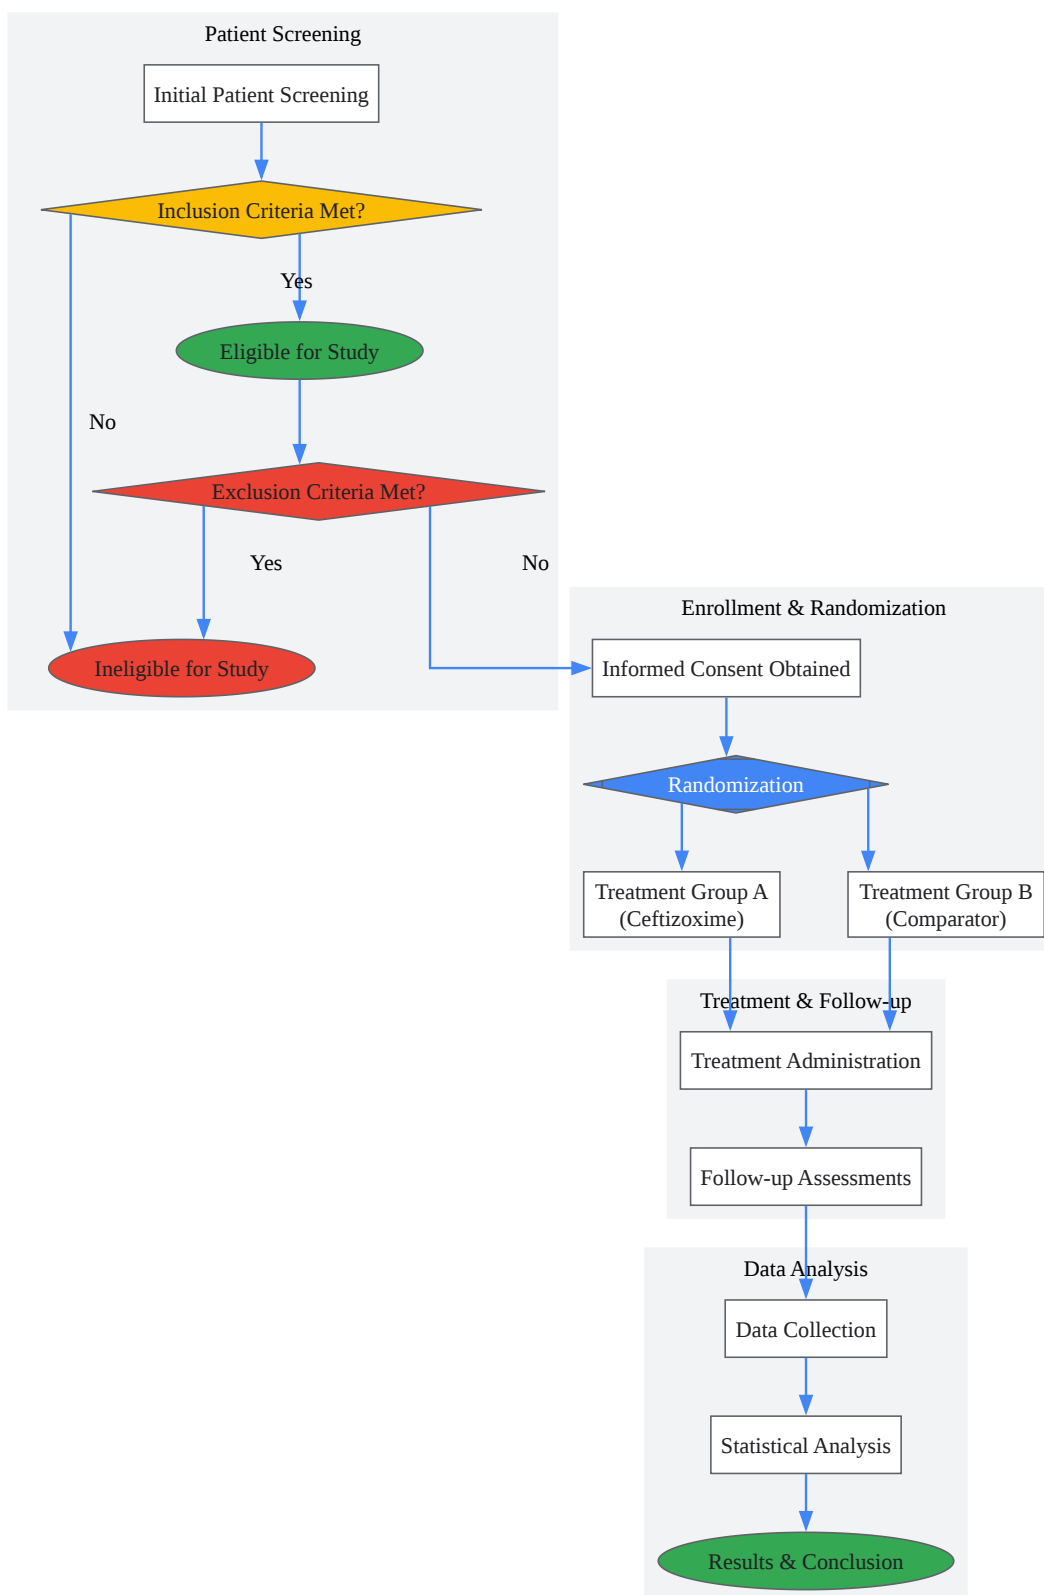 Patient Screening
Initial Patient Screening
Inclusion Criteria Met?
Yes
Eligible for Study
No
Exclusion Criteria Met?
Yes
No
Ineligible for Study
Enrollment & Randomization
Informed Consent Obtained
Randomization
Treatment Group A
(Ceftizoxime)
Treatment Group B
(Comparator)
Treatment & Follow-up
Treatment Administration
Follow-up Assessments
Data Analysis
Data Collection
Statistical Analysis
Results & Conclusion